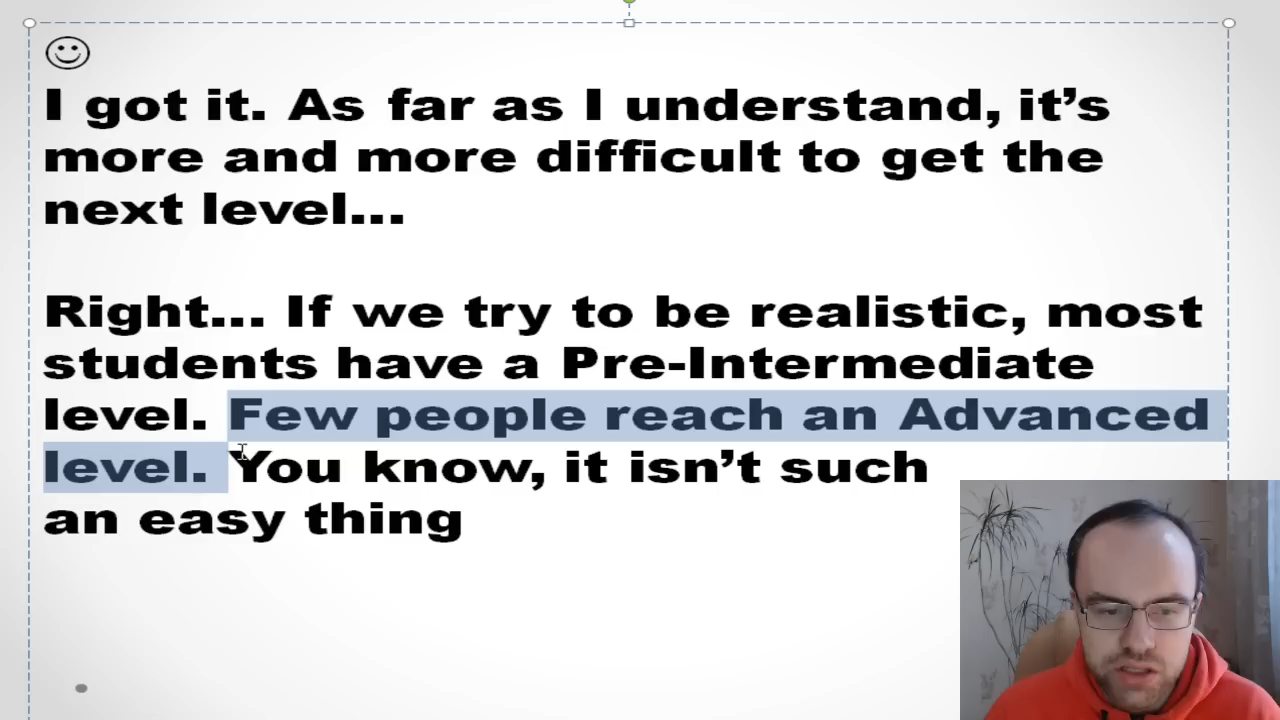 I got it. As far as I understand, it’s
more and more difficult to get the
next level...
Right... If we try to be realistic, most
students have a Pre-Intermediate
level. Few people reach an Advanced
level. You know, it isn’t such
an easy thing